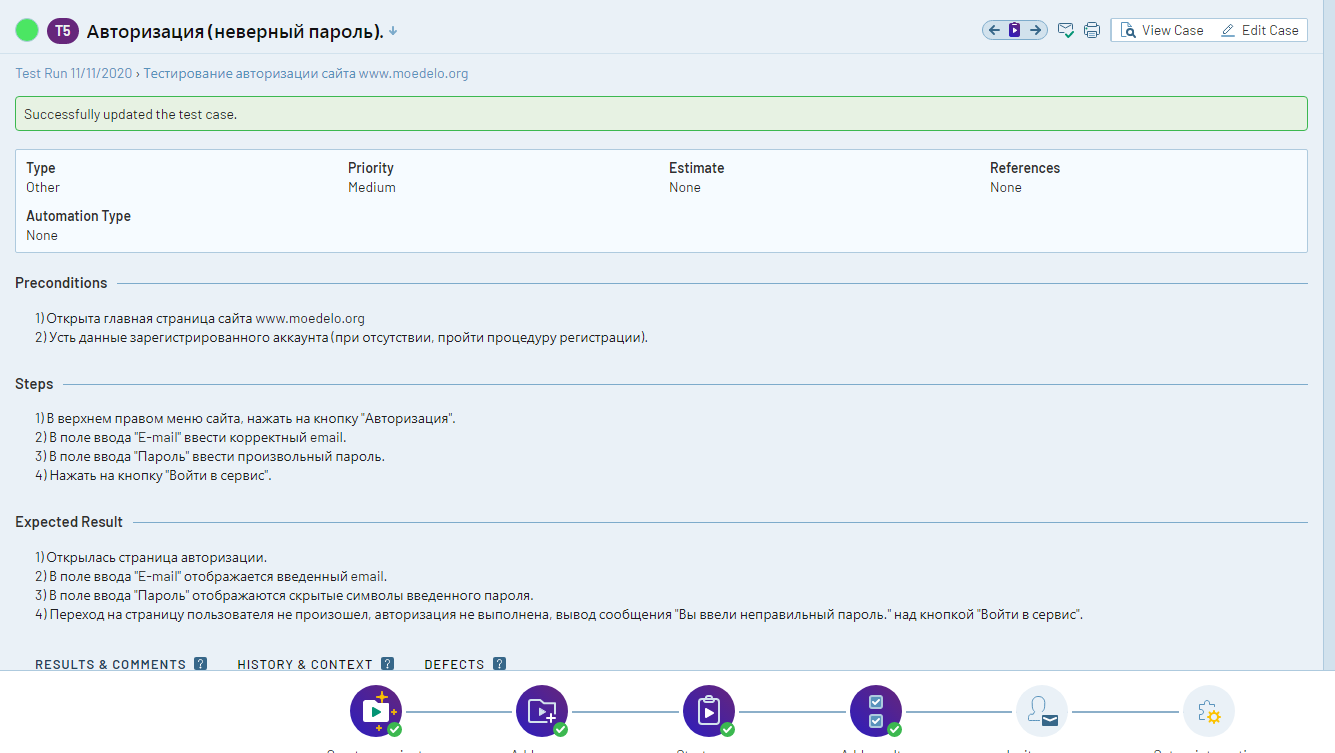 T5 Авторизация (неверный пароль).
View Case Edit Case
Test Run 11/11/2020 › Тестирование авторизации сайта www.moedelo.org
Successfully updated the test case.
Type Priority Estimate References
Other Medium None None
Automation Type
None
Preconditions
1) Открыта главная страница сайта www.moedelo.org
2) Усть данные зарегистрированного аккаунта (при отсутствии, пройти процедуру регистрации).
Steps
1) В верхнем правом меню сайта, нажать на кнопку "Авторизация".
2) В поле ввода "E-mail" ввести корректный email.
3) В поле ввода "Пароль" ввести произвольный пароль.
4) Нажать на кнопку "Войти в сервис".
Expected Result
1) Открылась страница авторизации.
2) В поле ввода "E-mail" отображается введенный email.
3) В поле ввода "Пароль" отображаются скрытые символы введенного пароля.
4) Переход на страницу пользователя не произошел, авторизация не выполнена, вывод сообщения "Вы ввели неправильный пароль." над кнопкой "Войти в сервис".
RESULTS & COMMENTS ? HISTORY & CONTEXT ? DEFECTS ?